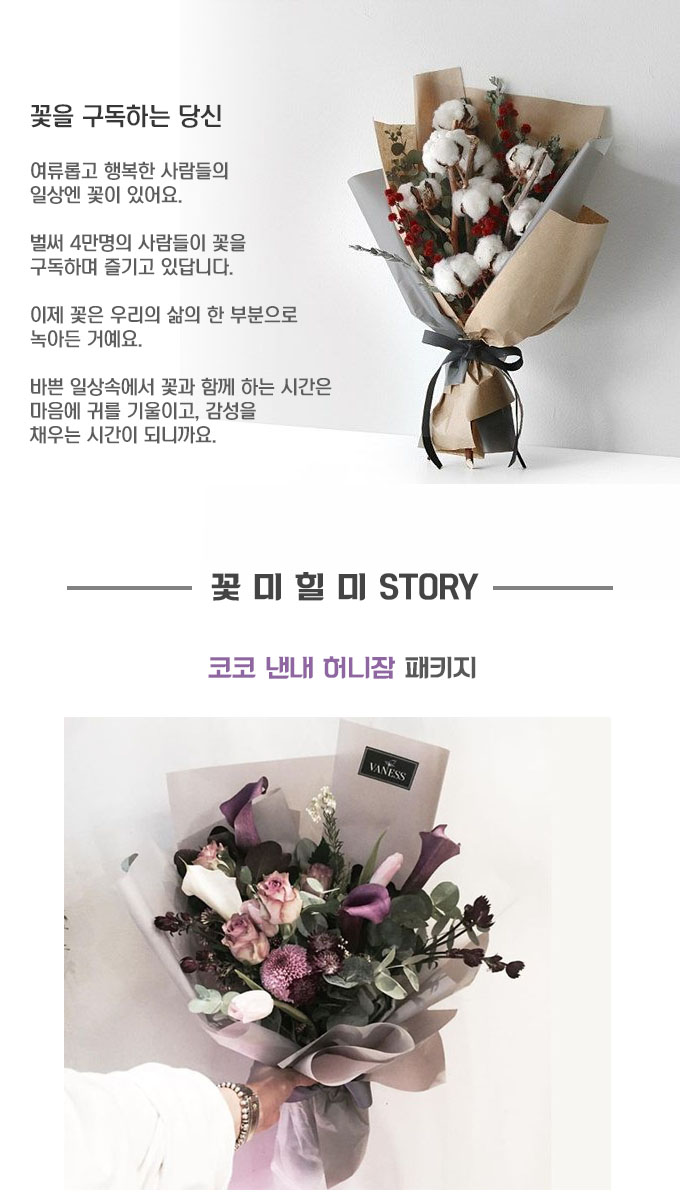 꽃을 구독하는 당신
여류롭고 행복한 사람들의
일상엔 꽃이 있어요.
벌써 4만명의 사람들이 꽃을
구독하며 즐기고 있답니다.
이제 꽃은 우리의 삶의 한 부분으로
녹아든 거예요.
바쁜 일상속에서 꽃과 함께 하는 시간은
마음에 귀를 기울이고, 감성을
채우는 시간이 되니까요.
꽃 미 힐 미 STORY
코코 낸내 허니잠 패키지
VANESS